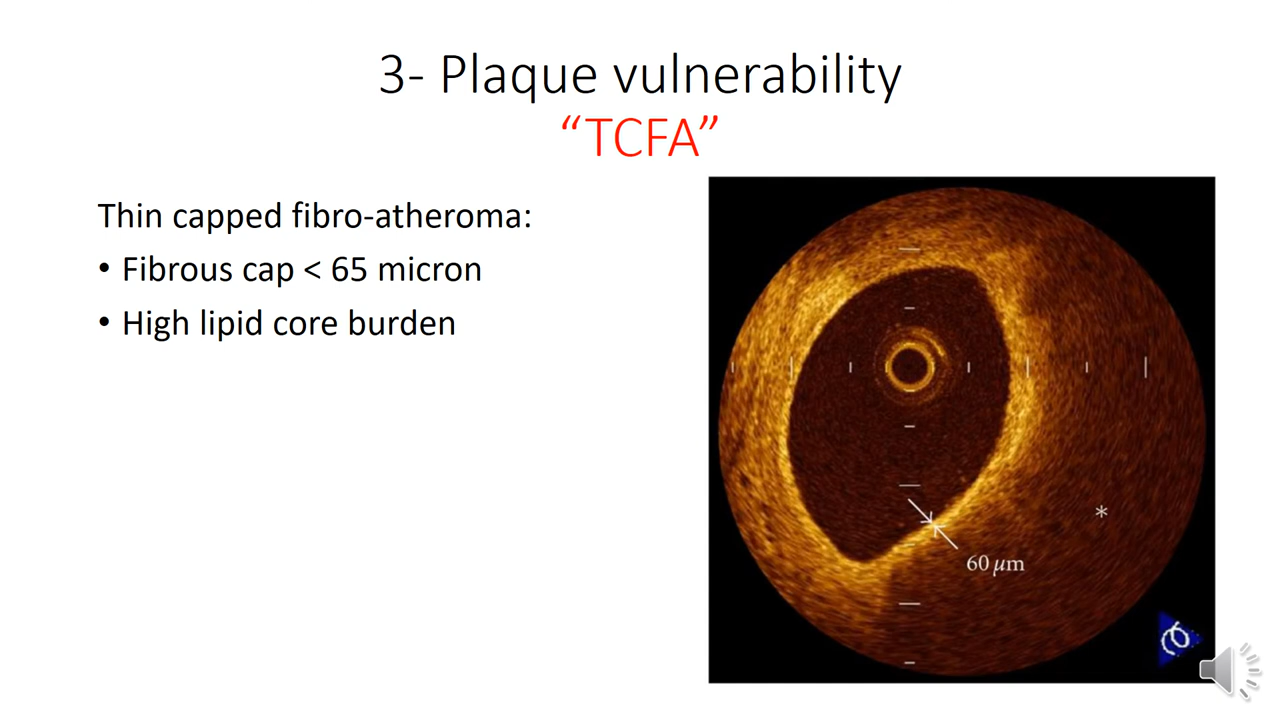 3- Plaque vulnerability
“TCFA”
Thin capped fibro-atheroma:
• Fibrous cap < 65 micron
• High lipid core burden
*
60 μm